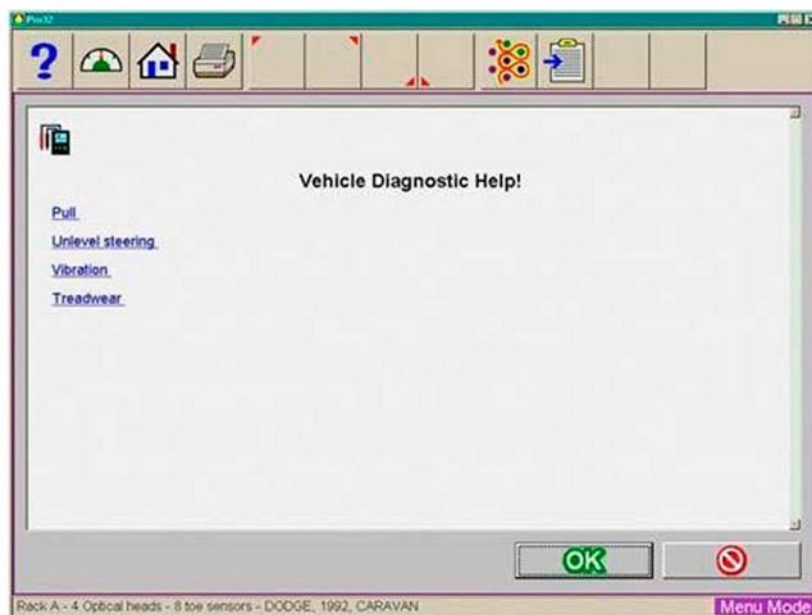 Pro32
?
Vehicle Diagnostic Help!
Pull
Unlevel steering
Vibration
Treadwear
OK
Rack A - 4 Optical heads - 8 toe sensors - DODGE, 1992, CARAVAN
Menu Mode